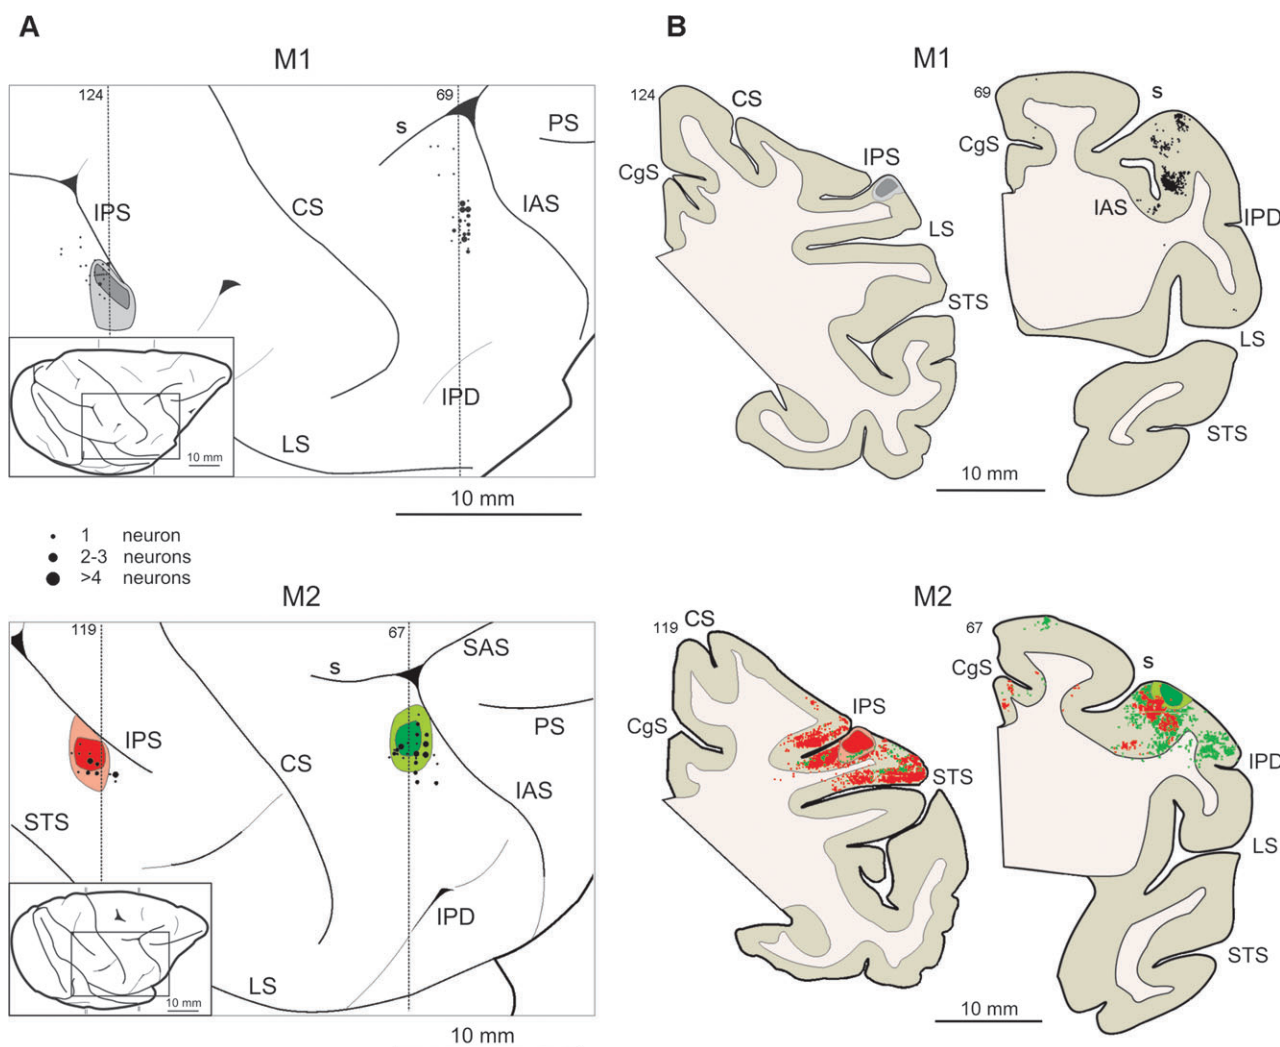 A
M1
124
69
s
PS
IPS
CS
IAS
IPD
LS
10 mm
10 mm
1 neuron
2-3 neurons
>4 neurons
M2
119
67
SAS
s
PS
IPS
CS
IAS
STS
IPD
LS
10 mm
10 mm
B
M1
124
CS
CgS
IPS
LS
STS
69
s
CgS
IAS
IPD
LS
STS
10 mm
M2
119
CS
IPS
CgS
STS
67
CgS
s
IPD
LS
STS
10 mm